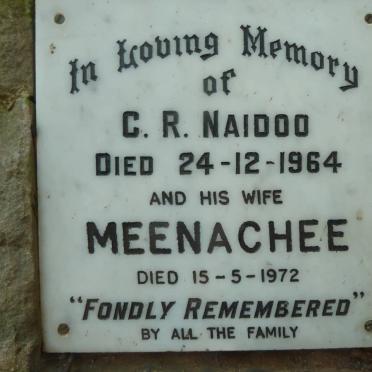 In Loving Memory
of
C. R. NAIDOO
DIED 24-12-1964
AND HIS WIFE
MEENACHEE
DIED 15-5-1972
"FONDLY REMEMBERED"
BY ALL THE FAMILY